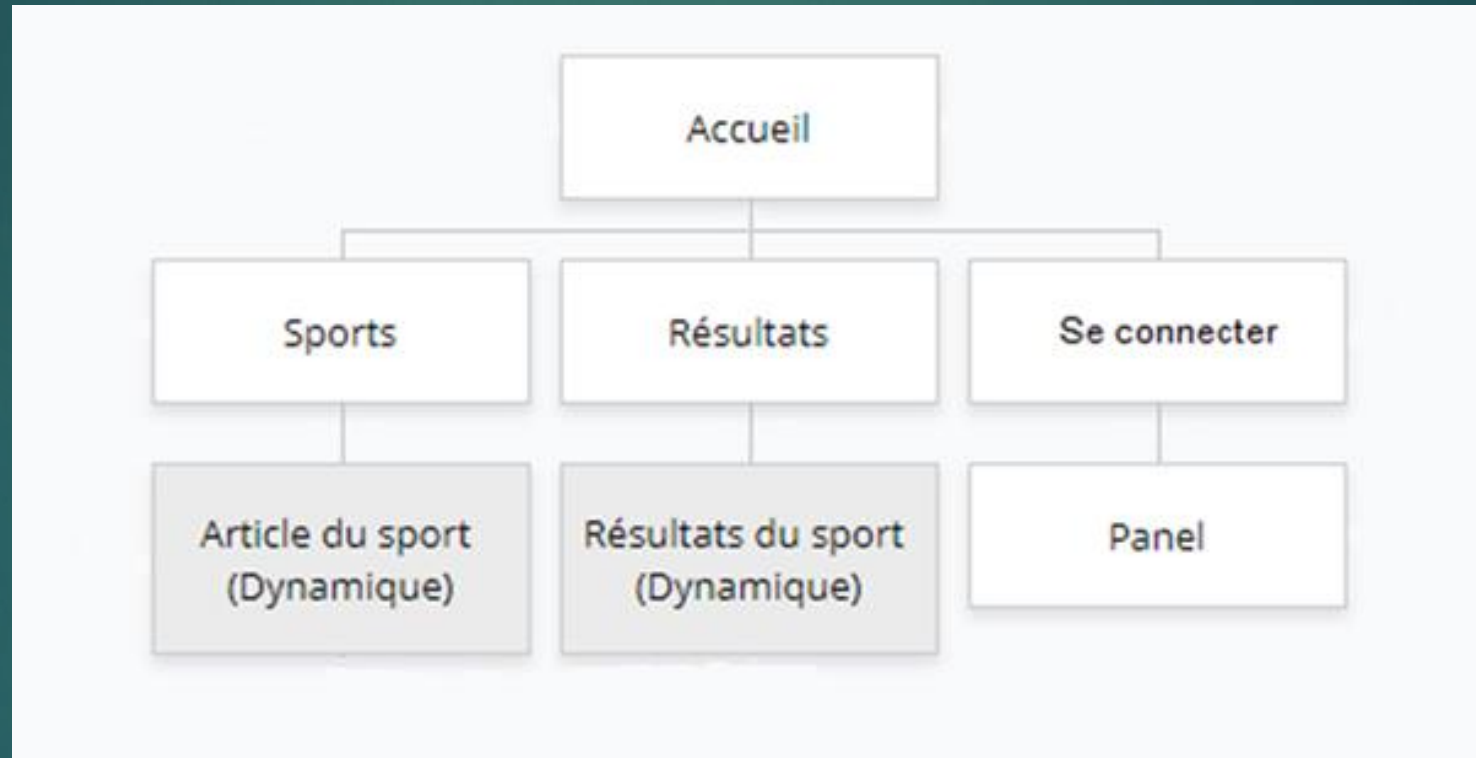 Accueil
Sports
Résultats
Se connecter
Article du sport
(Dynamique)
Résultats du sport
(Dynamique)
Panel